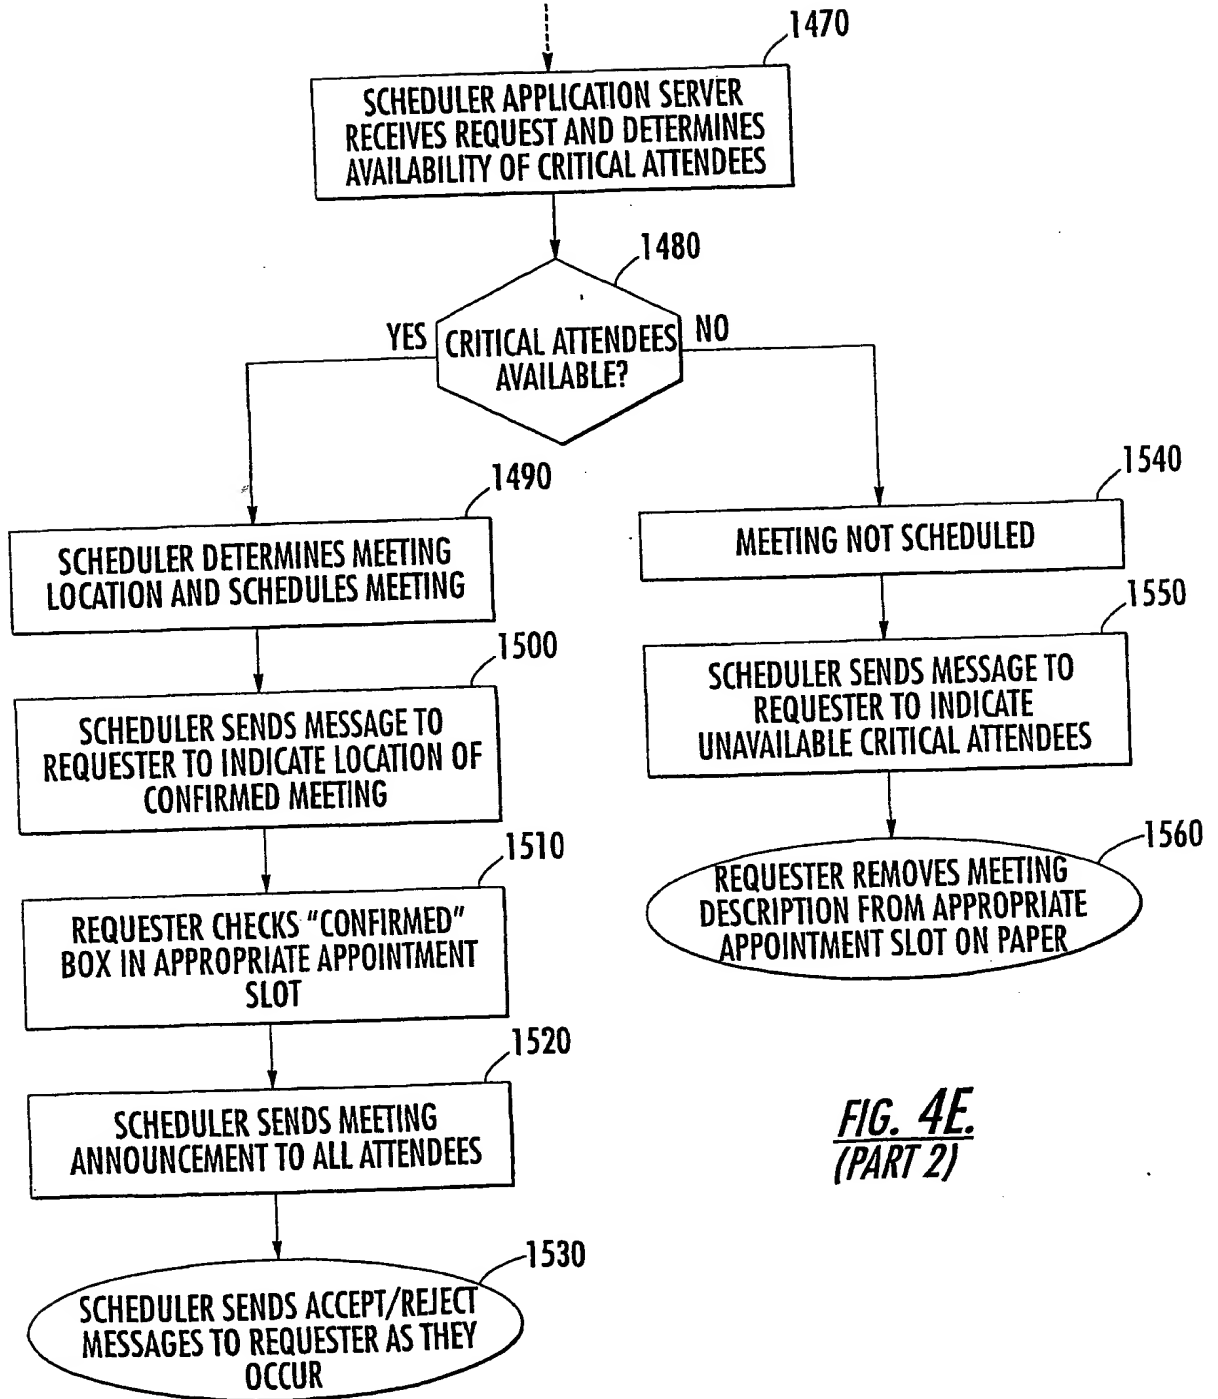 1470
SCHEDULER APPLICATION SERVER
RECEIVES REQUEST AND DETERMINES
AVAILABILITY OF CRITICAL ATTENDEES
1480
YES
CRITICAL ATTENDEES
AVAILABLE?
NO
1490
SCHEDULER DETERMINES MEETING
LOCATION AND SCHEDULES MEETING
1500
SCHEDULER SENDS MESSAGE TO
REQUESTER TO INDICATE LOCATION OF
CONFIRMED MEETING
1510
REQUESTER CHECKS "CONFIRMED"
BOX IN APPROPRIATE APPOINTMENT
SLOT
1520
SCHEDULER SENDS MEETING
ANNOUNCEMENT TO ALL ATTENDEES
1530
SCHEDULER SENDS ACCEPT/REJECT
MESSAGES TO REQUESTER AS THEY
OCCUR
1540
MEETING NOT SCHEDULED
1550
SCHEDULER SENDS MESSAGE TO
REQUESTER TO INDICATE
UNAVAILABLE CRITICAL ATTENDEES
1560
REQUESTER REMOVES MEETING
DESCRIPTION FROM APPROPRIATE
APPOINTMENT SLOT ON PAPER
FIG. 4E.
(PART 2)